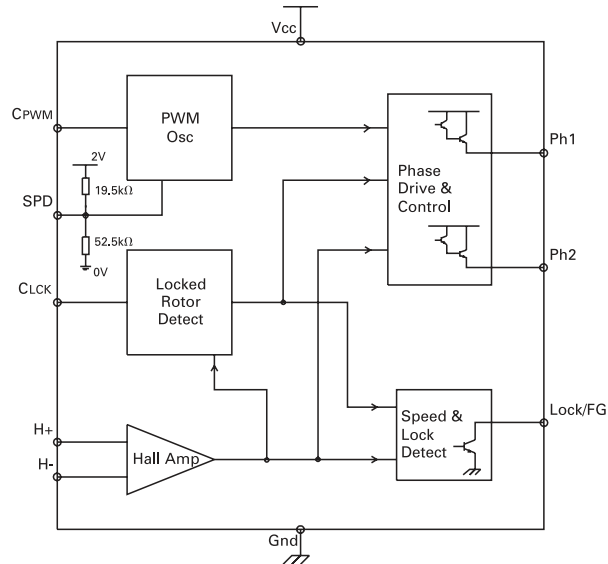 Vcc
CPWM
PWM
Osc
Ph1
2V
Phase
Drive &
Control
19.5kΩ
SPD
52.5kΩ
0V
Ph2
CLCK
Locked
Rotor
Detect
Lock/FG
Speed &
Lock
Detect
H+
Hall Amp
H-
Gnd